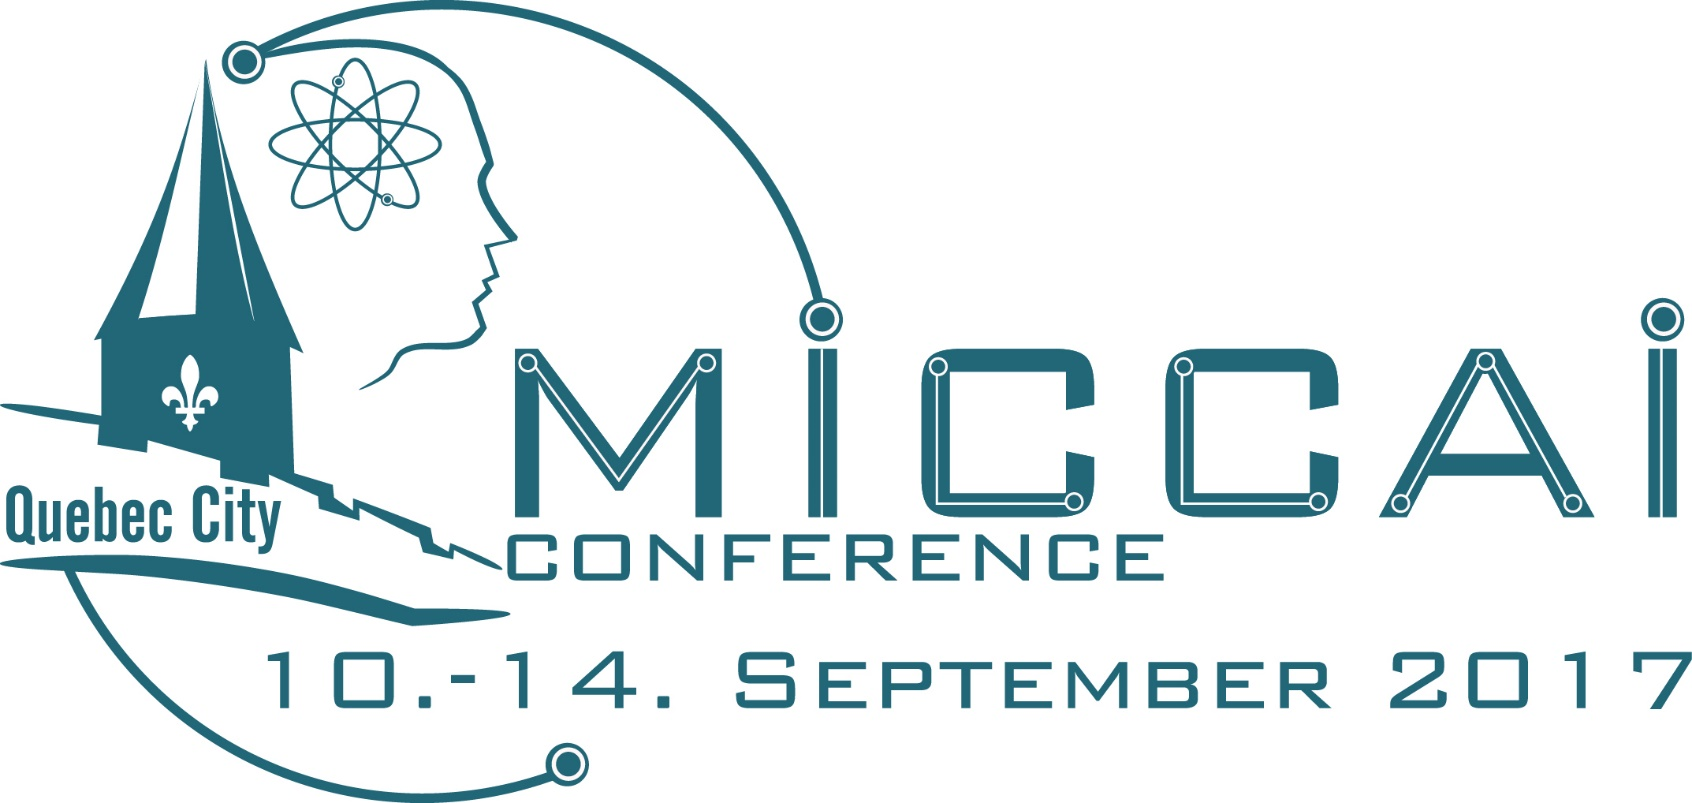 MiCCAi
Quebec City
CONFERENCE
10.-14. SEPTEMBER 2017